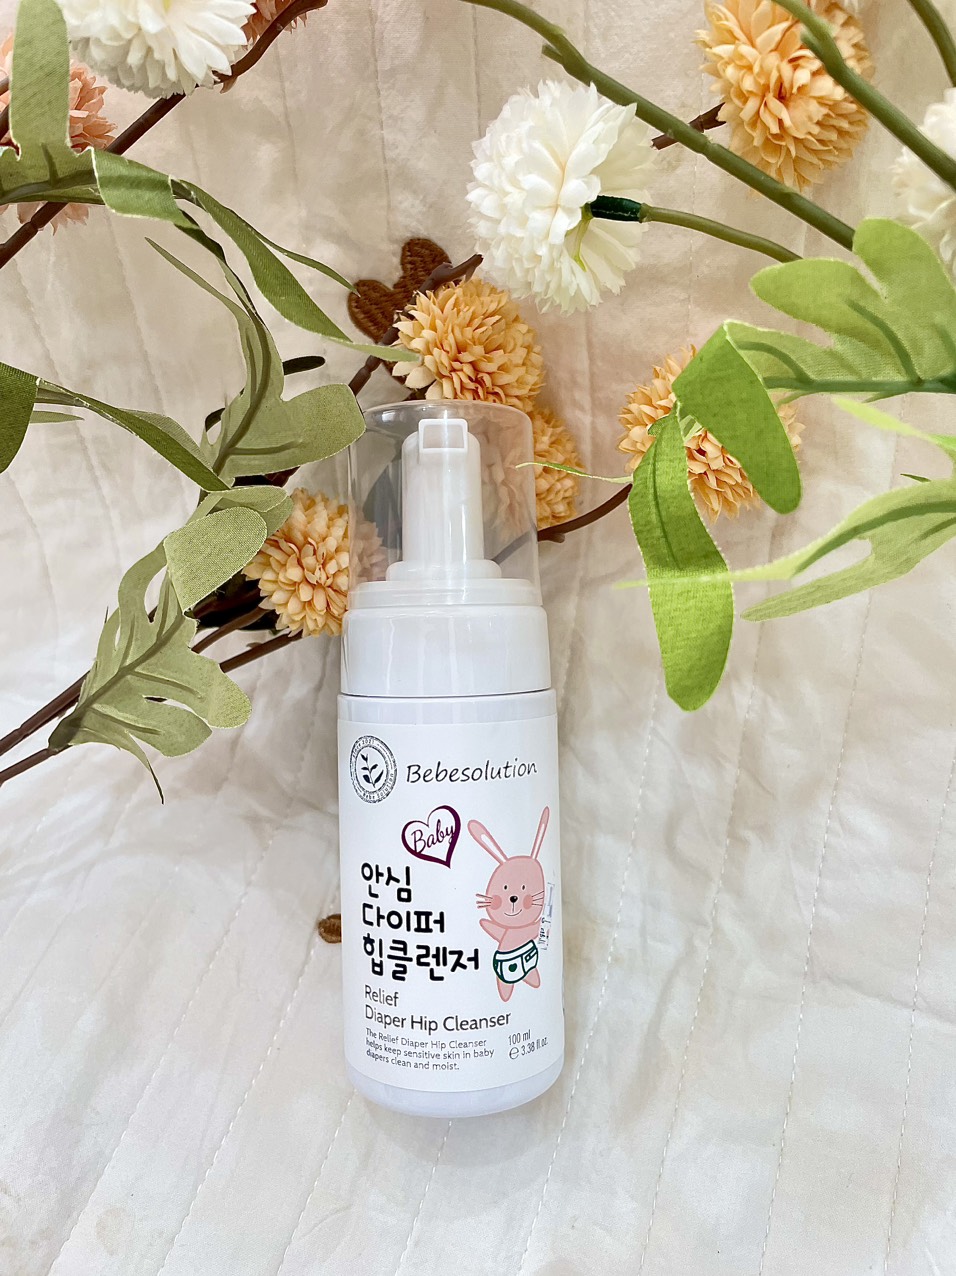 Bebesolution
Baby
안심
다이퍼
힙클렌저
Relief
Diaper Hip Cleanser
The Relief Diaper Hip Cleanser
helps keep sensitive skin in baby
diapers clean and moist.
100 ml
℮ 3.38 fl.oz.